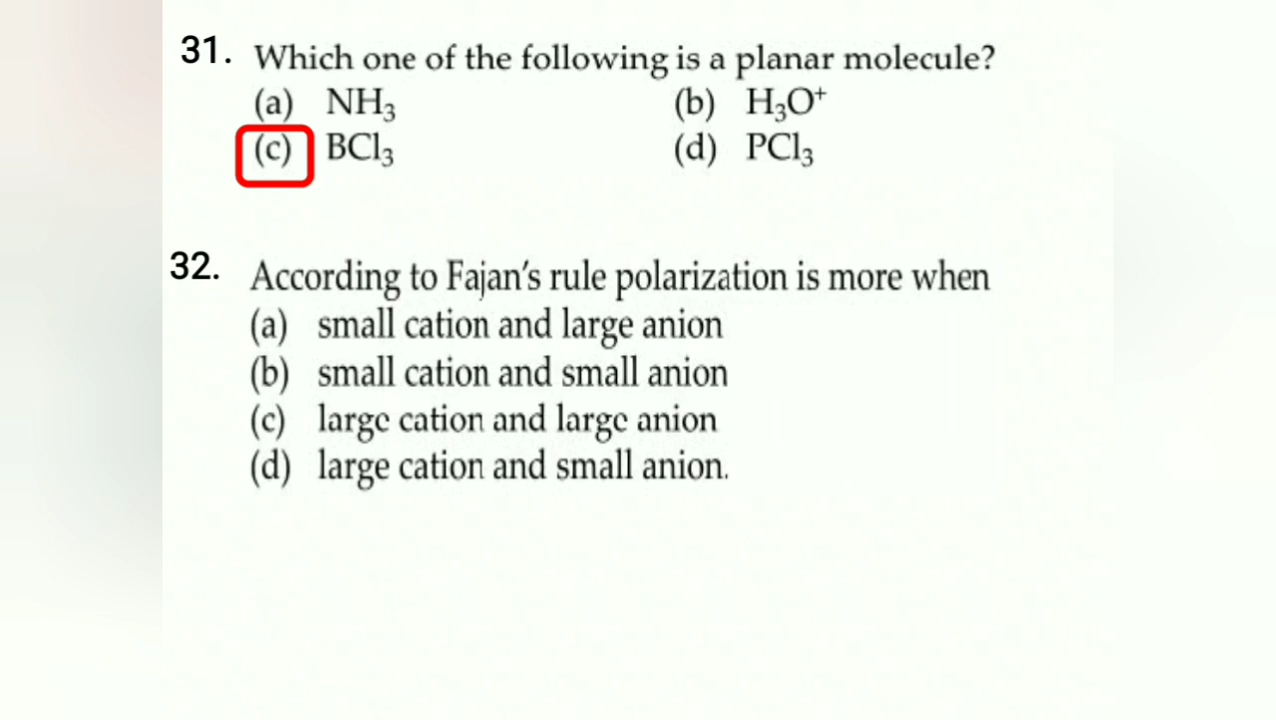 31. Which one of the following is a planar molecule?
(a) NH₃ (b) H₃O⁺
(c) BCl₃ (d) PCl₃
32. According to Fajan's rule polarization is more when
(a) small cation and large anion
(b) small cation and small anion
(c) large cation and large anion
(d) large cation and small anion.